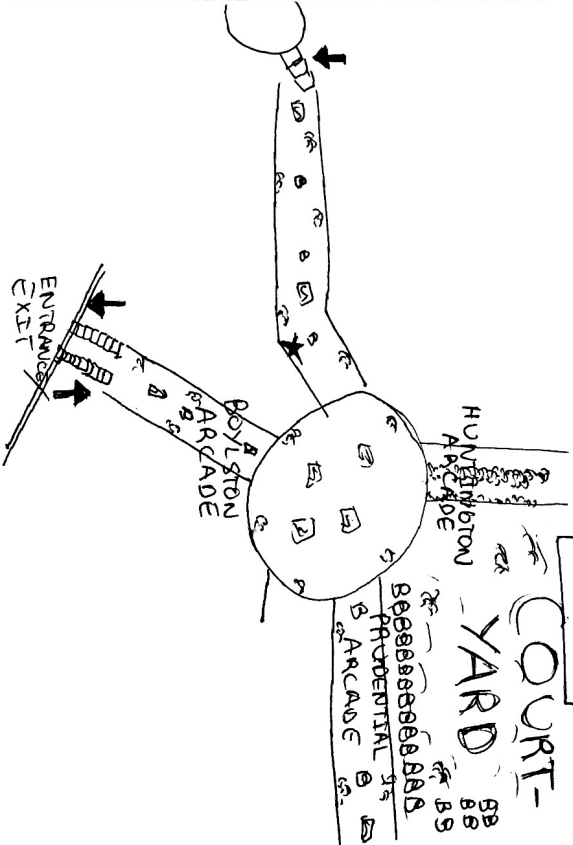 COURT-
YARD
HUNTINGTON
ARCADE
PRUDENTIAL
ARCADE
BOYLSTON
ARCADE
ENTRANCE
EXIT